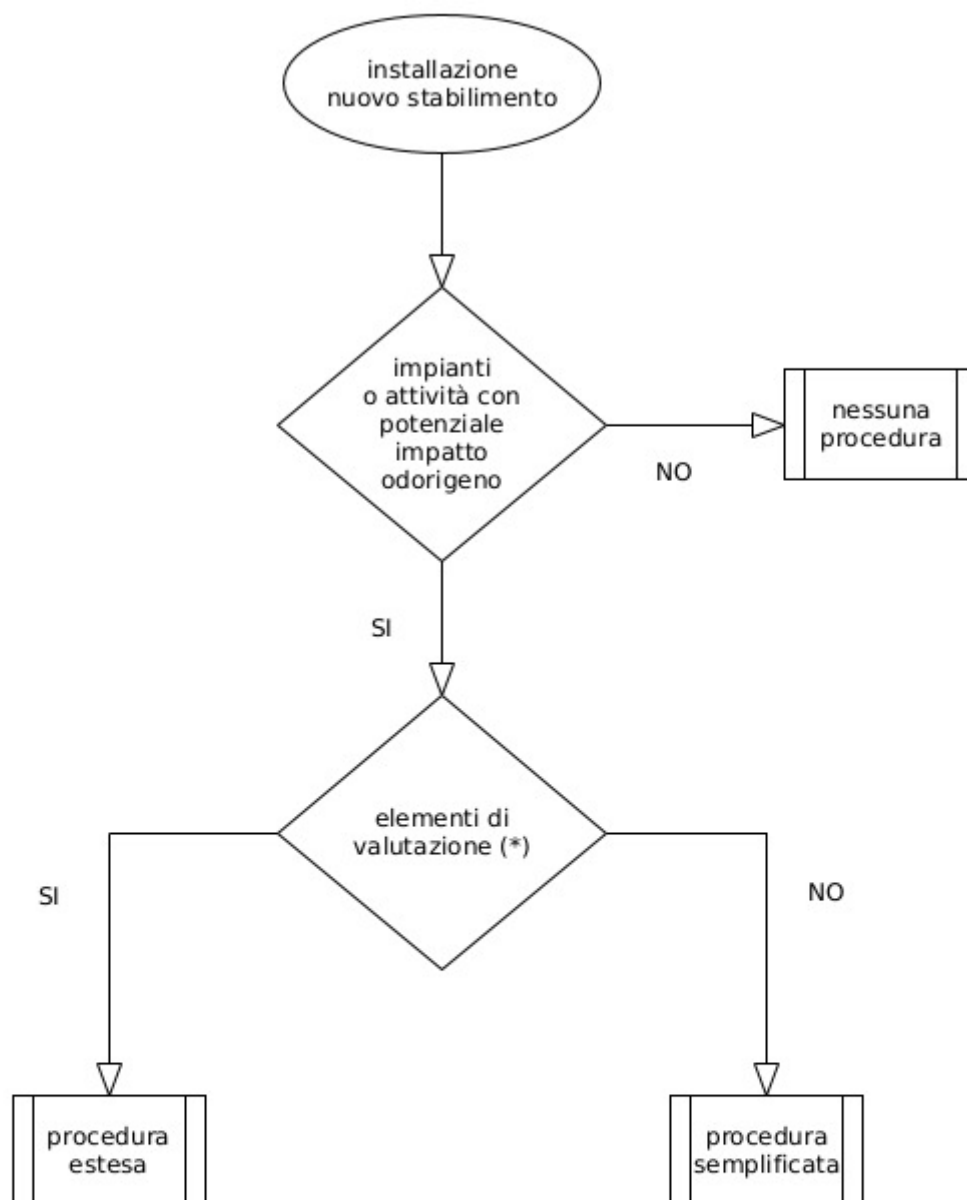 installazione
nuovo stabilimento
impianti
o attività con
potenziale
impatto
odorigeno
nessuna
procedura
NO
SI
elementi di
valutazione (*)
SI
NO
procedura
estesa
procedura
semplificata